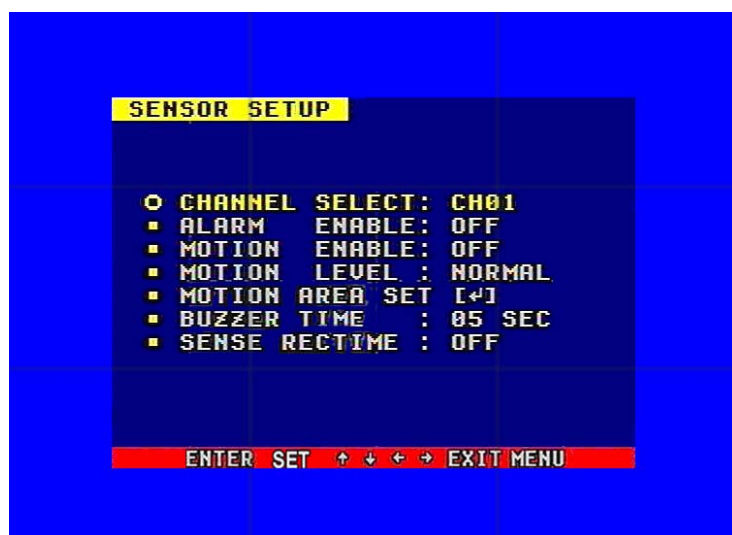 SENSOR SETUP
CHANNEL SELECT: CH01
ALARM ENABLE: OFF
MOTION ENABLE: OFF
MOTION LEVEL : NORMAL
MOTION AREA SET [↵]
BUZZER TIME : 05 SEC
SENSE RECTIME : OFF
ENTER SET ↑ ↓ ← → EXIT MENU